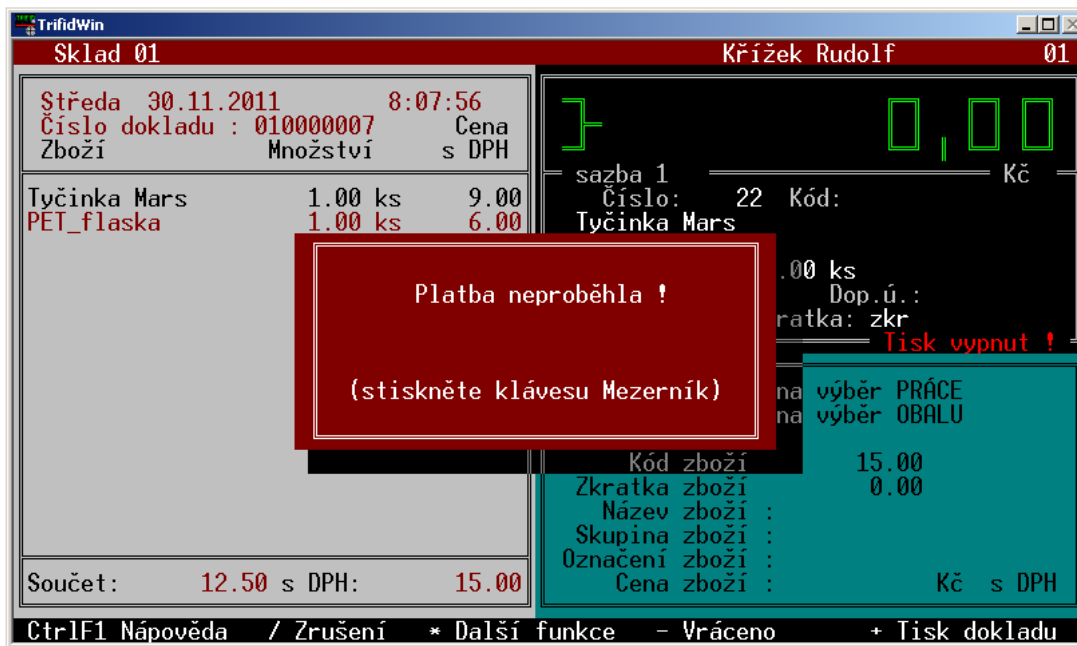 TrifidWin
Sklad 01 Křížek Rudolf 01
Středa 30.11.2011 8:07:56
Číslo dokladu : 010000007 Cena
Zboží Množství s DPH
Tyčinka Mars 1.00 ks 9.00
PET_flaska 1.00 ks 6.00
Součet: 12.50 s DPH: 15.00
0,00
sazba 1 Kč
Číslo: 22 Kód:
Tyčinka Mars
.00 ks
Dop.ú.:
ratka: zkr
Tisk vypnut !
Platba neproběhla !
(stiskněte klávesu Mezerník)
na výběr PRÁCE
na výběr OBALU
Kód zboží 15.00
Zkratka zboží 0.00
Název zboží :
Skupina zboží :
Označení zboží :
Cena zboží : Kč s DPH
CtrlF1 Nápověda / Zrušení * Další funkce - Vráceno + Tisk dokladu